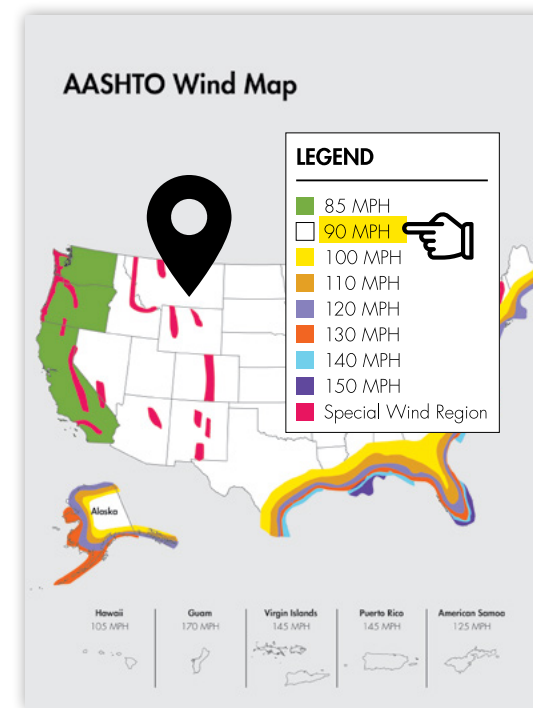 AASHTO Wind Map
LEGEND
85 MPH
90 MPH
100 MPH
110 MPH
120 MPH
130 MPH
140 MPH
150 MPH
Special Wind Region
Alaska
Hawaii
105 MPH
Guam
170 MPH
Virgin Islands
145 MPH
Puerto Rico
145 MPH
American Samoa
125 MPH